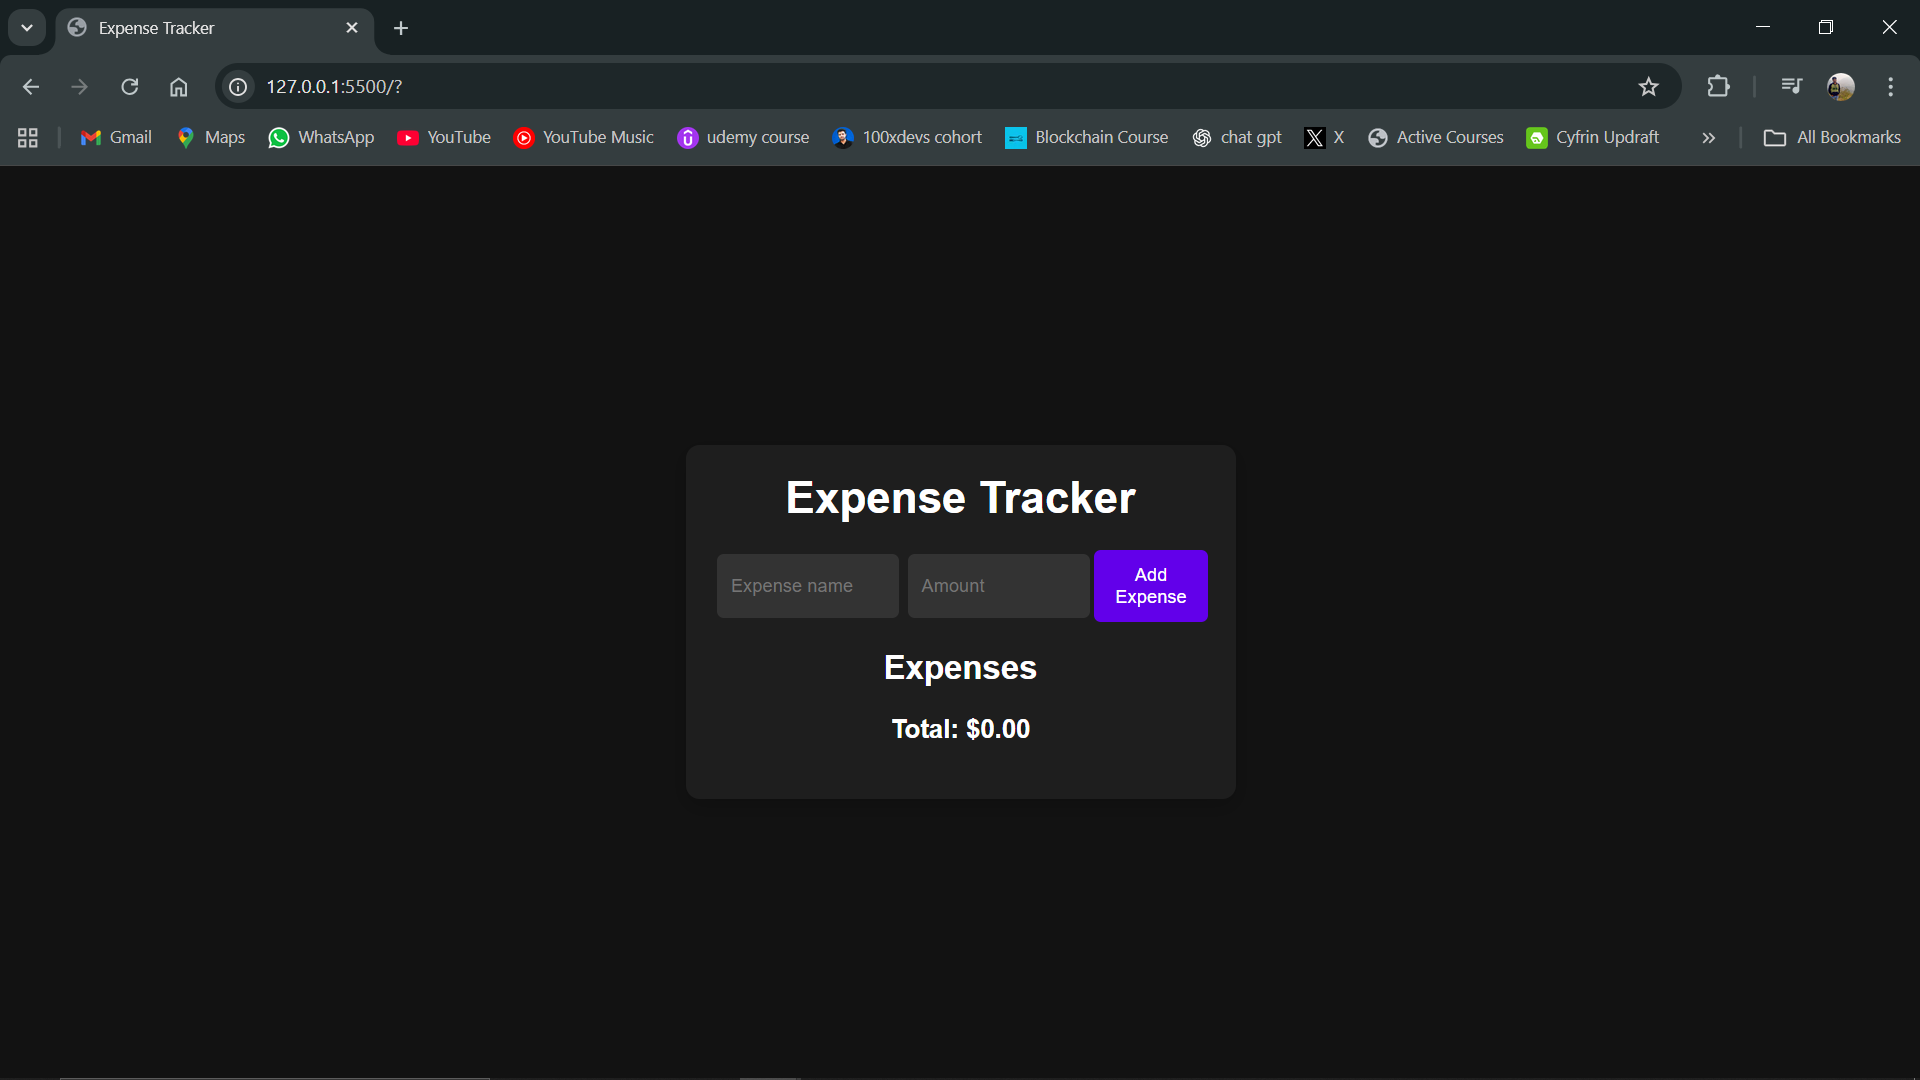 Expense Tracker
127.0.0.1:5500/?
Gmail Maps WhatsApp YouTube YouTube Music udemy course 100xdevs cohort Blockchain Course chat gpt X Active Courses Cyfrin Updraft All Bookmarks
Expense Tracker
Expense name Amount Add
Expense
Expenses
Total: $0.00